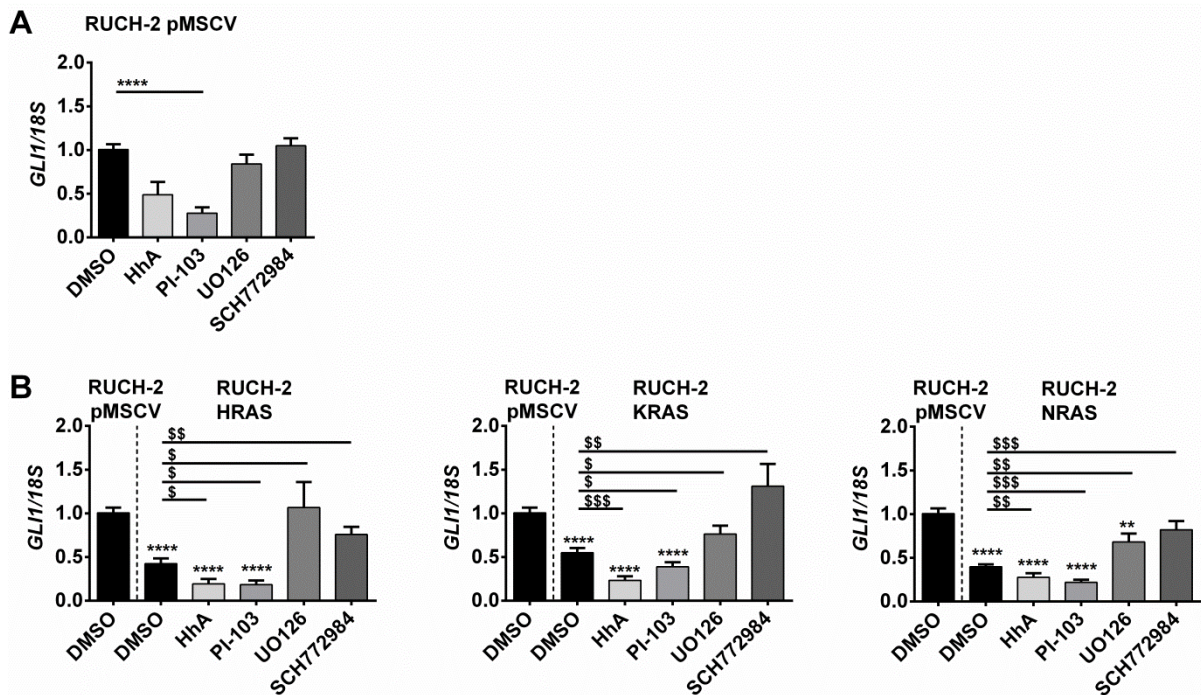 A
RUCH-2 pMSCV
GLI1/18S
2.0
1.5
1.0
0.5
0.0
****
DMSO
HhA
PI-103
UO126
SCH772984
B
RUCH-2
pMSCV
RUCH-2
HRAS
GLI1/18S
2.0
1.5
1.0
0.5
0.0
$$
$
$
$
****
****
****
DMSO
DMSO
HhA
PI-103
UO126
SCH772984
RUCH-2
pMSCV
RUCH-2
KRAS
GLI1/18S
2.0
1.5
1.0
0.5
0.0
$$
$
$
$$$
****
****
****
DMSO
DMSO
HhA
PI-103
UO126
SCH772984
RUCH-2
pMSCV
RUCH-2
NRAS
GLI1/18S
2.0
1.5
1.0
0.5
0.0
$$$
$$
$$$
$$
****
****
****
**
DMSO
DMSO
HhA
PI-103
UO126
SCH772984